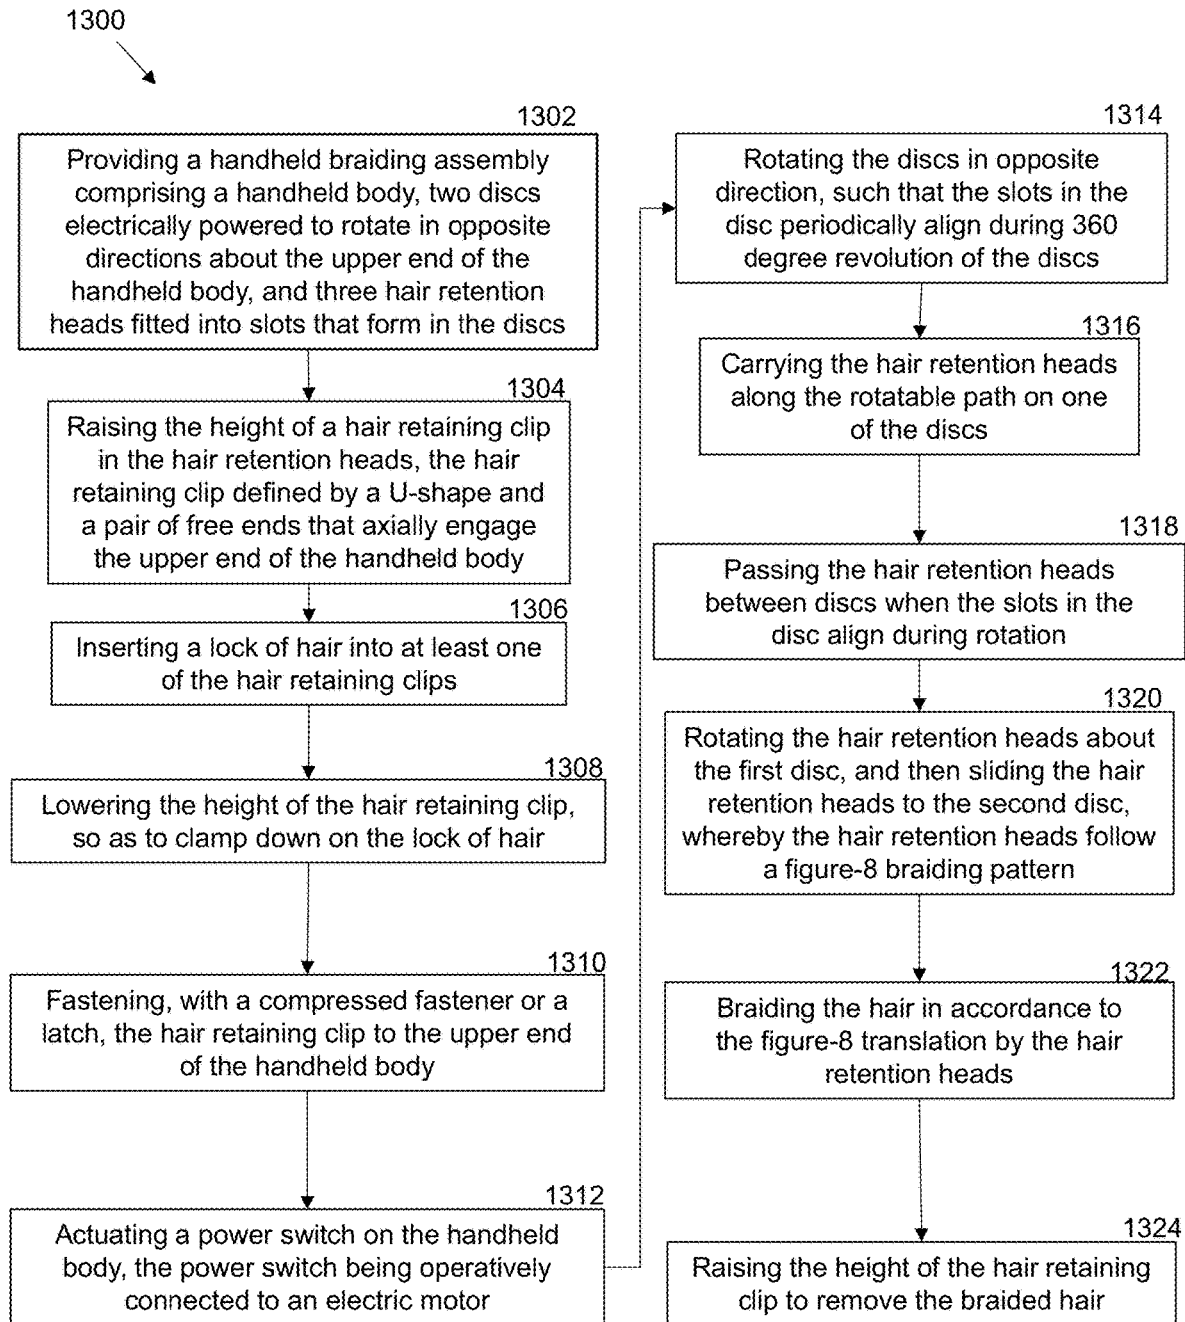 1300
1302
Providing a handheld braiding assembly
comprising a handheld body, two discs
electrically powered to rotate in opposite
directions about the upper end of the
handheld body, and three hair retention
heads fitted into slots that form in the discs
1304
Raising the height of a hair retaining clip
in the hair retention heads, the hair
retaining clip defined by a U-shape and
a pair of free ends that axially engage
the upper end of the handheld body
1306
Inserting a lock of hair into at least one
of the hair retaining clips
1308
Lowering the height of the hair retaining clip,
so as to clamp down on the lock of hair
1310
Fastening, with a compressed fastener or a
latch, the hair retaining clip to the upper end
of the handheld body
1312
Actuating a power switch on the handheld
body, the power switch being operatively
connected to an electric motor
1314
Rotating the discs in opposite
direction, such that the slots in the
disc periodically align during 360
degree revolution of the discs
1316
Carrying the hair retention heads
along the rotatable path on one
of the discs
1318
Passing the hair retention heads
between discs when the slots in the
disc align during rotation
1320
Rotating the hair retention heads about
the first disc, and then sliding the hair
retention heads to the second disc,
whereby the hair retention heads follow
a figure-8 braiding pattern
1322
Braiding the hair in accordance to
the figure-8 translation by the hair
retention heads
1324
Raising the height of the hair retaining
clip to remove the braided hair